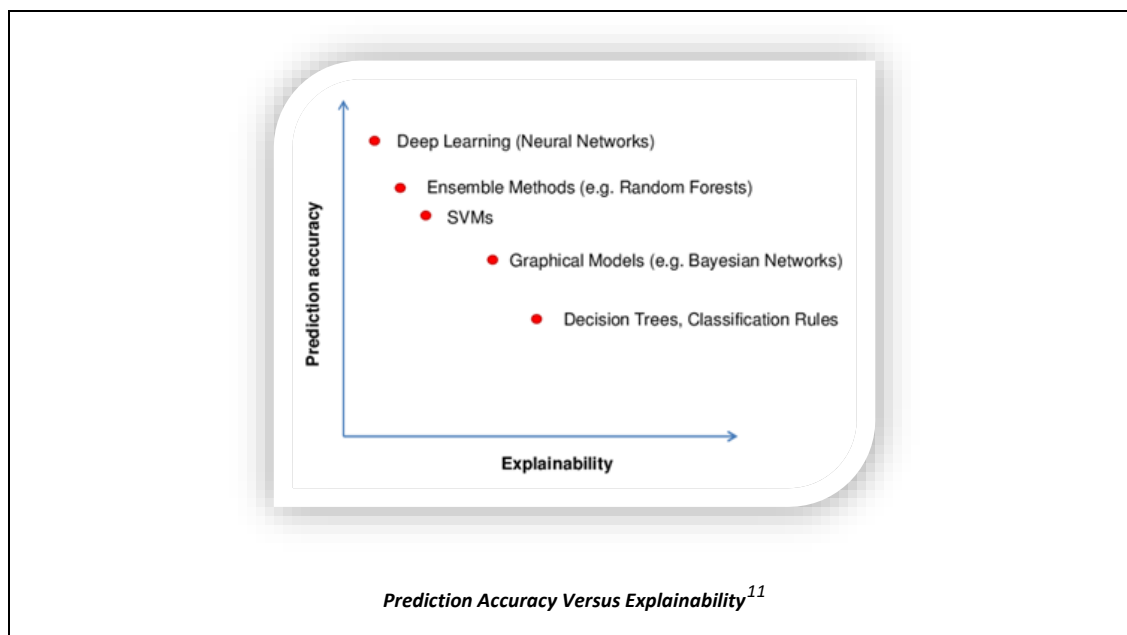 Prediction accuracy
Deep Learning (Neural Networks)
Ensemble Methods (e.g. Random Forests)
SVMs
Graphical Models (e.g. Bayesian Networks)
Decision Trees, Classification Rules
Explainability
Prediction Accuracy Versus Explainability11